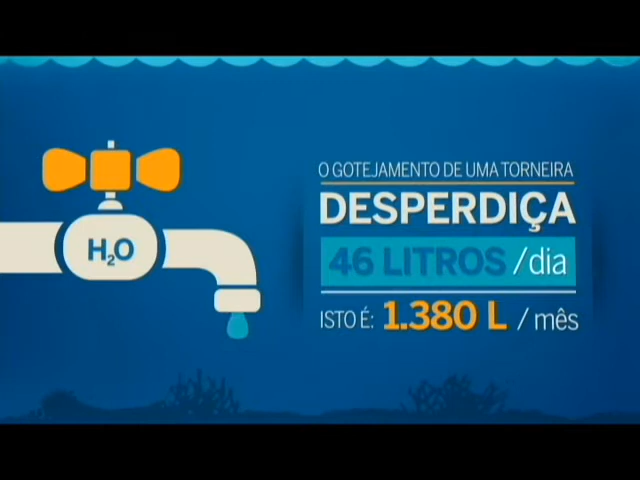 H₂O
O GOTEJAMENTO DE UMA TORNEIRA
DESPERDIÇA
46 LITROS /dia
ISTO É: 1.380 L / mês